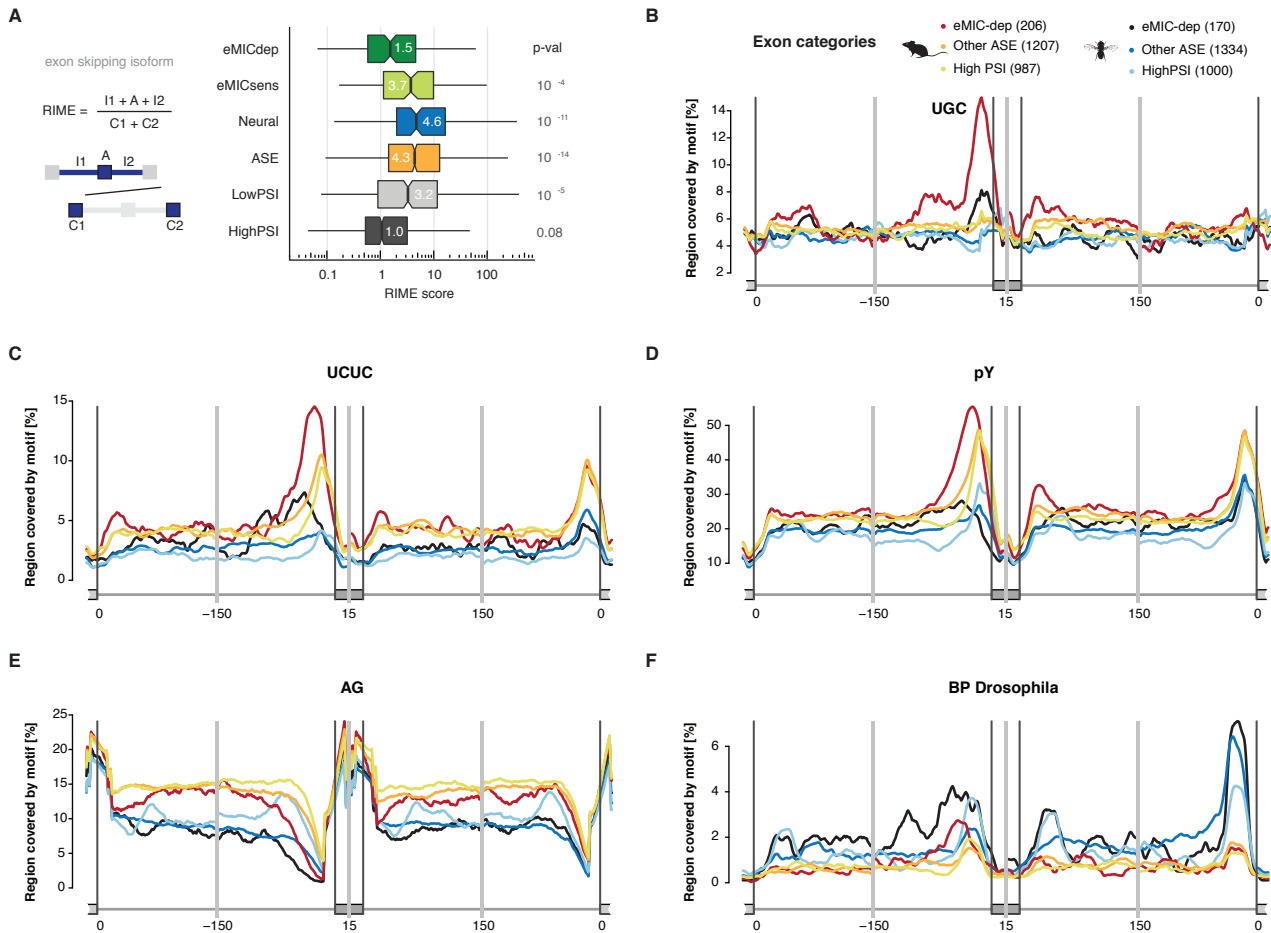 A
exon skipping isoform
RIME =
I1 + A + I2
C1 + C2
I1
A
I2
C1
C2
eMICdep
1.5
p-val
eMICsens
3.7
10 -4
Neural
4.6
10 -11
ASE
4.3
10 -14
LowPSI
3.2
10 -5
HighPSI
1.0
0.08
0.1
1
10
100
RIME score
B
Exon categories
eMIC-dep (206)
Other ASE (1207)
High PSI (987)
eMIC-dep (170)
Other ASE (1334)
HighPSI (1000)
UGC
Region covered by motif [%]
14
12
10
8
6
4
2
0
−150
15
150
0
C
UCUC
Region covered by motif [%]
15
10
5
0
0
−150
15
150
0
D
pY
Region covered by motif [%]
50
40
30
20
10
0
−150
15
150
0
E
AG
Region covered by motif [%]
25
20
15
10
5
0
0
−150
15
150
0
F
BP Drosophila
Region covered by motif [%]
6
4
2
0
0
−150
15
150
0